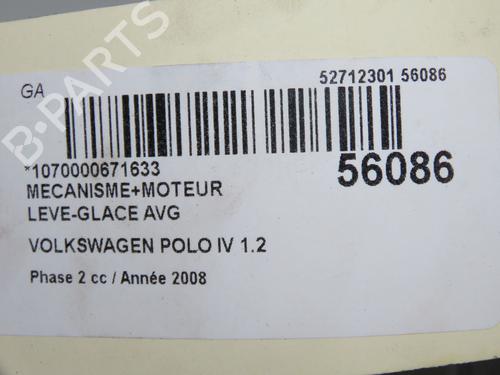 GA
52712301 56086
*1070000671633
56086
MECANISME+MOTEUR
LEVE-GLACE AVG
VOLKSWAGEN POLO IV 1.2
Phase 2 cc / Année 2008
B-PARTS